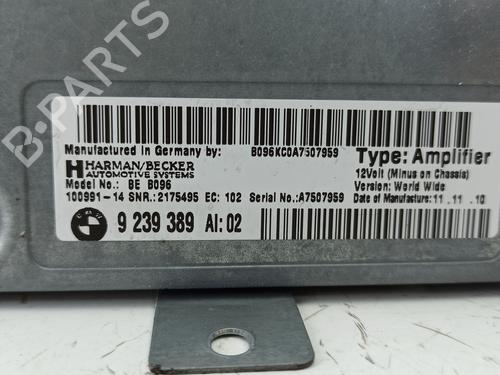 B-PARTS
Manufactured in Germany by: B096KC0A7507959
HARMAN/BECKER
AUTOMOTIVE SYSTEMS
Type: Amplifier
12Volt (Minus on Chassis)
Model No.: BE B096
Version: World Wide
100991-14 SNR.: 2175495 EC: 102 Serial No.: A7507959
Date of Manufacture: 11.11.10
BMW
9 239 389 AI: 02